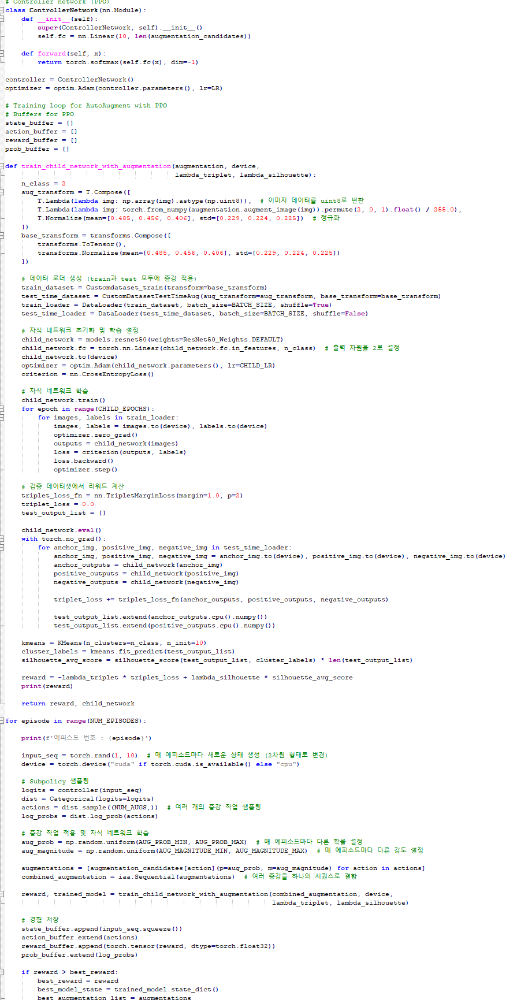 # Controller network (PPO)
class ControllerNetwork(nn.Module):
    def __init__(self):
        super(ControllerNetwork, self).__init__()
        self.fc = nn.Linear(10, len(augmentation_candidates))

    def forward(self, x):
        return torch.softmax(self.fc(x), dim=-1)

controller = ControllerNetwork()
optimizer = optim.Adam(controller.parameters(), lr=LR)

# Training loop for AutoAugment with PPO
# Buffers for PPO
state_buffer = []
action_buffer = []
reward_buffer = []
prob_buffer = []

def train_child_network_with_augmentation(augmentation, device,
                                      lambda_triplet, lambda_silhouette):
    n_class = 2
    aug_transform = T.Compose([
        T.Lambda(lambda img: np.array(img).astype(np.uint8)),  # 이미지 데이터를 uint8로 변환
        T.Lambda(lambda img: torch.from_numpy(augmentation.augment_image(img)).permute(2, 0, 1).float() / 255.0),
        T.Normalize(mean=[0.485, 0.456, 0.406], std=[0.229, 0.224, 0.225])  # 정규화
    ])
    base_transform = transforms.Compose([
        transforms.ToTensor(),
        transforms.Normalize(mean=[0.485, 0.456, 0.406], std=[0.229, 0.224, 0.225])
    ])

    # 데이터 로더 생성 (train과 test 모두에 증강 적용)
    train_dataset = Customdataset_train(transform=base_transform)
    test_time_dataset = CustomDatasetTestTimeAug(aug_transform=aug_transform, base_transform=base_transform)
    train_loader = DataLoader(train_dataset, batch_size=BATCH_SIZE, shuffle=True)
    test_time_loader = DataLoader(test_time_dataset, batch_size=BATCH_SIZE, shuffle=False)

    # 자식 네트워크 초기화 및 학습 설정
    child_network = models.resnet50(weights=ResNet50_Weights.DEFAULT)
    child_network.fc = torch.nn.Linear(child_network.fc.in_features, n_class)  # 출력 차원을 2로 설정
    child_network.to(device)
    optimizer = optim.Adam(child_network.parameters(), lr=CHILD_LR)
    criterion = nn.CrossEntropyLoss()

    # 자식 네트워크 학습
    child_network.train()
    for epoch in range(CHILD_EPOCHS):
        for images, labels in train_loader:
            images, labels = images.to(device), labels.to(device)
            optimizer.zero_grad()
            outputs = child_network(images)
            loss = criterion(outputs, labels)
            loss.backward()
            optimizer.step()

    # 검증 데이터셋에서 리워드 계산
    triplet_loss_fn = nn.TripletMarginLoss(margin=1.0, p=2)
    triplet_loss = 0.0
    test_output_list = []

    child_network.eval()
    with torch.no_grad():
        for anchor_img, positive_img, negative_img in test_time_loader:
            anchor_img, positive_img, negative_img = anchor_img.to(device), positive_img.to(device), negative_img.to(device)
            anchor_outputs = child_network(anchor_img)
            positive_outputs = child_network(positive_img)
            negative_outputs = child_network(negative_img)

            triplet_loss += triplet_loss_fn(anchor_outputs, positive_outputs, negative_outputs)

            test_output_list.extend(anchor_outputs.cpu().numpy())
            test_output_list.extend(positive_outputs.cpu().numpy())

    kmeans = KMeans(n_clusters=n_class, n_init=10)
    cluster_labels = kmeans.fit_predict(test_output_list)
    silhouette_avg_score = silhouette_score(test_output_list, cluster_labels) * len(test_output_list)

    reward = -lambda_triplet * triplet_loss + lambda_silhouette * silhouette_avg_score
    print(reward)

    return reward, child_network

for episode in range(NUM_EPISODES):

    print(f'에피스도 번호 : {episode}')

    input_seq = torch.rand(1, 10)  # 매 에피소드마다 새로운 상태 생성 (2차원 형태로 변경)
    device = torch.device("cuda" if torch.cuda.is_available() else "cpu")

    # Subpolicy 샘플링
    logits = controller(input_seq)
    dist = Categorical(logits=logits)
    actions = dist.sample((NUM_AUGS,))  # 여러 개의 증강 작업 샘플링
    log_probs = dist.log_prob(actions)

    # 증강 작업 적용 및 자식 네트워크 학습
    aug_prob = np.random.uniform(AUG_PROB_MIN, AUG_PROB_MAX)  # 매 에피소드마다 다른 확률 설정
    aug_magnitude = np.random.uniform(AUG_MAGNITUDE_MIN, AUG_MAGNITUDE_MAX)  # 매 에피소드마다 다른 강도 설정

    augmentations = [augmentation_candidates[action](p=aug_prob, m=aug_magnitude) for action in actions]
    combined_augmentation = iaa.Sequential(augmentations)  # 여러 증강을 하나의 시퀀스로 결합

    reward, trained_model = train_child_network_with_augmentation(combined_augmentation, device,
                                                              lambda_triplet, lambda_silhouette)

    # 경험 저장
    state_buffer.append(input_seq.squeeze())
    action_buffer.extend(actions)
    reward_buffer.append(torch.tensor(reward, dtype=torch.float32))
    prob_buffer.extend(log_probs)

    if reward > best_reward:
        best_reward = reward
        best_model_state = trained_model.state_dict()
        best_augmentation_list = augmentations